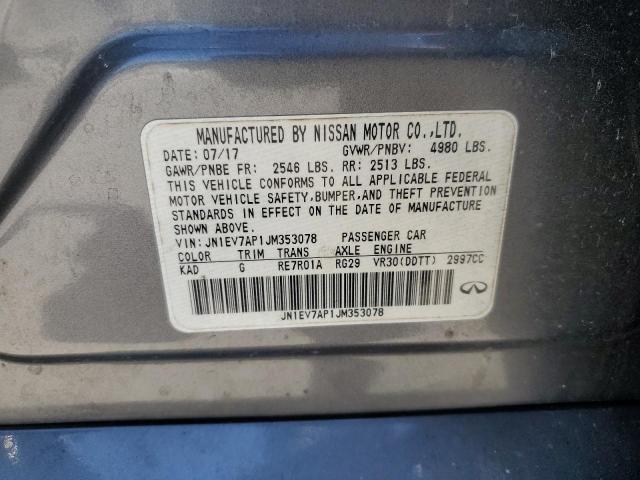 MANUFACTURED BY NISSAN MOTOR CO.,LTD.
DATE: 07/17 GVWR/PNBV: 4980 LBS.
GAWR/PNBE FR: 2546 LBS. RR: 2513 LBS.
THIS VEHICLE CONFORMS TO ALL APPLICABLE FEDERAL
MOTOR VEHICLE SAFETY,BUMPER,AND THEFT PREVENTION
STANDARDS IN EFFECT ON THE DATE OF MANUFACTURE
SHOWN ABOVE.
VIN: JN1EV7AP1JM353078 PASSENGER CAR
COLOR TRIM TRANS AXLE ENGINE
KAD G RE7R01A RG29 VR30(DDTT) 2997CC
JN1EV7AP1JM353078